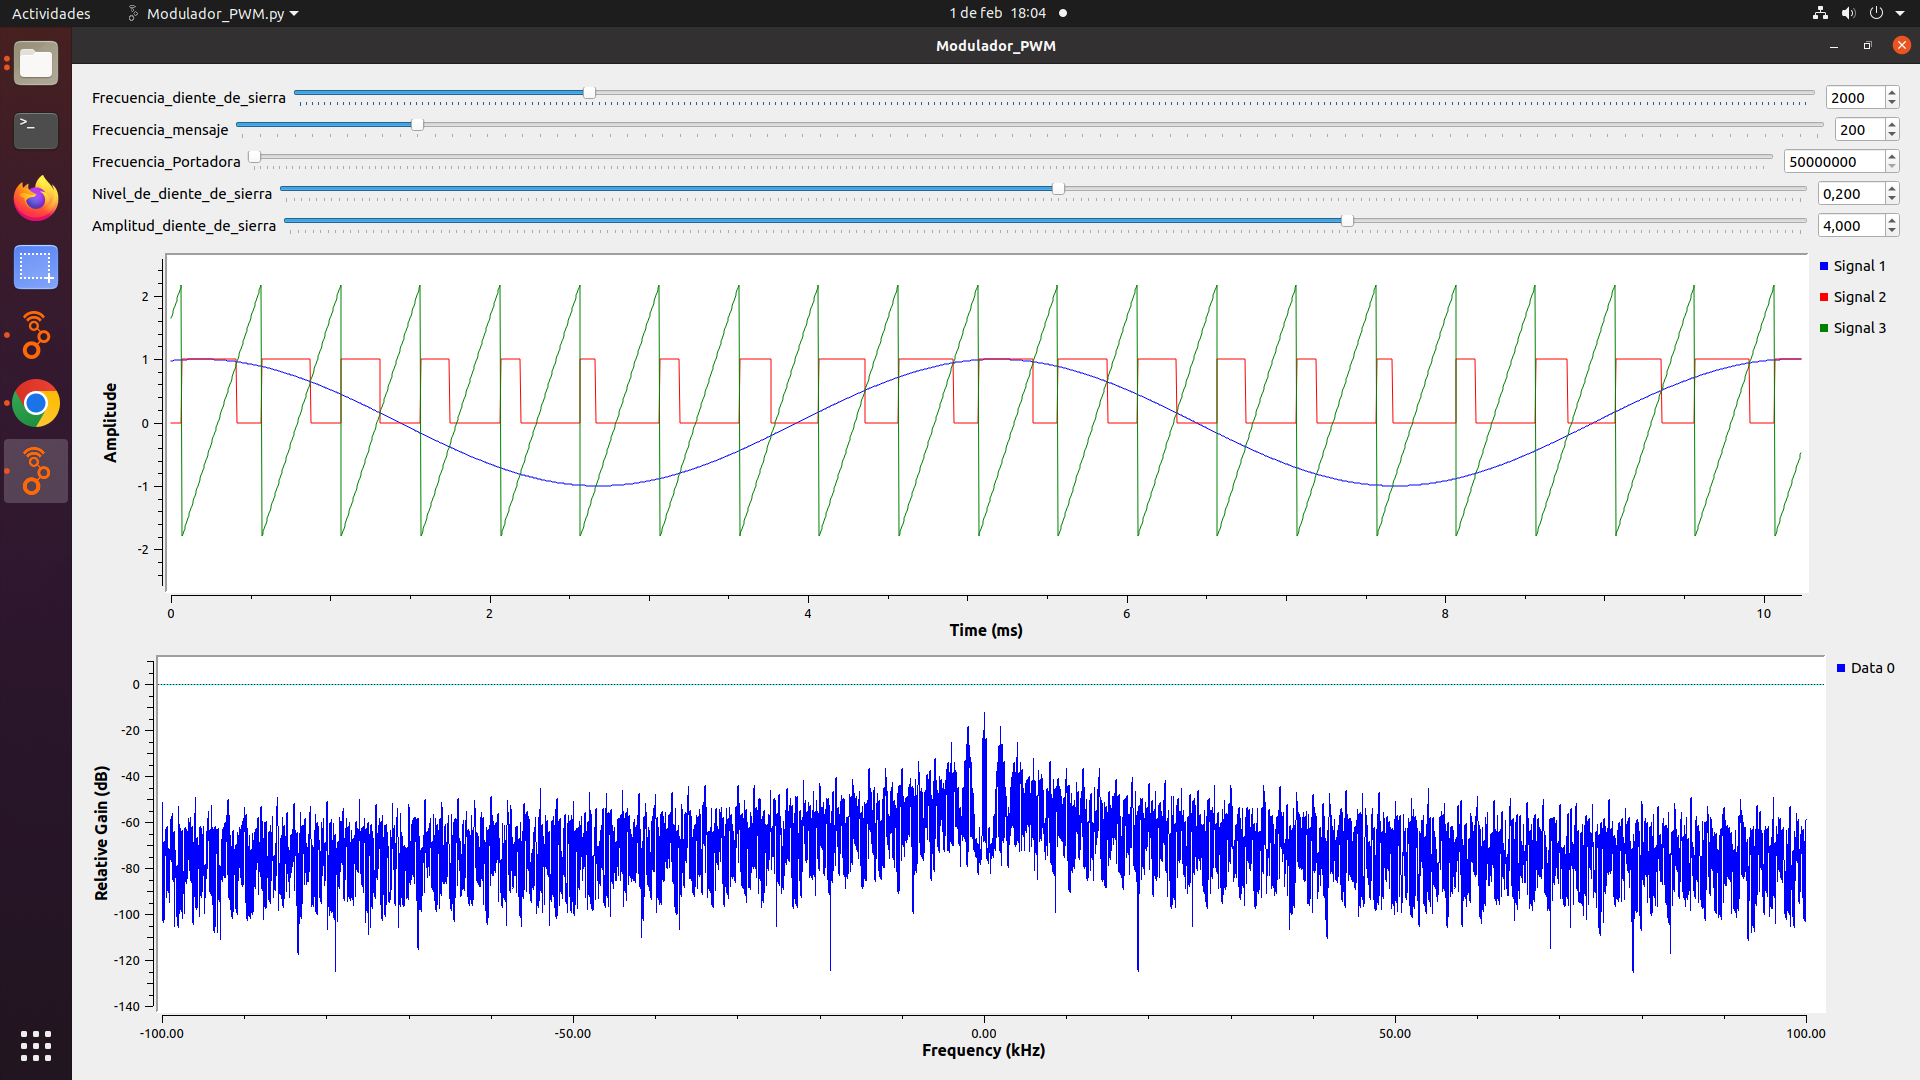 Actividades Modulador_PWM.py 1 de feb 18:04
Modulador_PWM
Frecuencia_diente_de_sierra 2000
Frecuencia_mensaje 200
Frecuencia_Portadora 50000000
Nivel_de_diente_de_sierra 0,200
Amplitud_diente_de_sierra 4,000
Signal 1
Signal 2
Signal 3
Amplitude
2
1
0
-1
-2
0 2 4 6 8 10
Time (ms)
Data 0
Relative Gain (dB)
0
-20
-40
-60
-80
-100
-120
-140
-100.00 -50.00 0.00 50.00 100.00
Frequency (kHz)